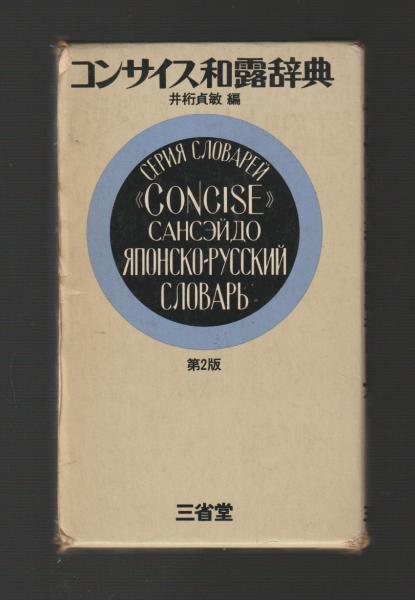 コンサイス和露辞典
井桁貞敏 編
СЕРИЯ СЛОВАРЕЙ
《CONCISE》
САНСЭЙДО
ЯПОНСКО-РУССКИЙ
СЛОВАРЬ
第2版
三省堂